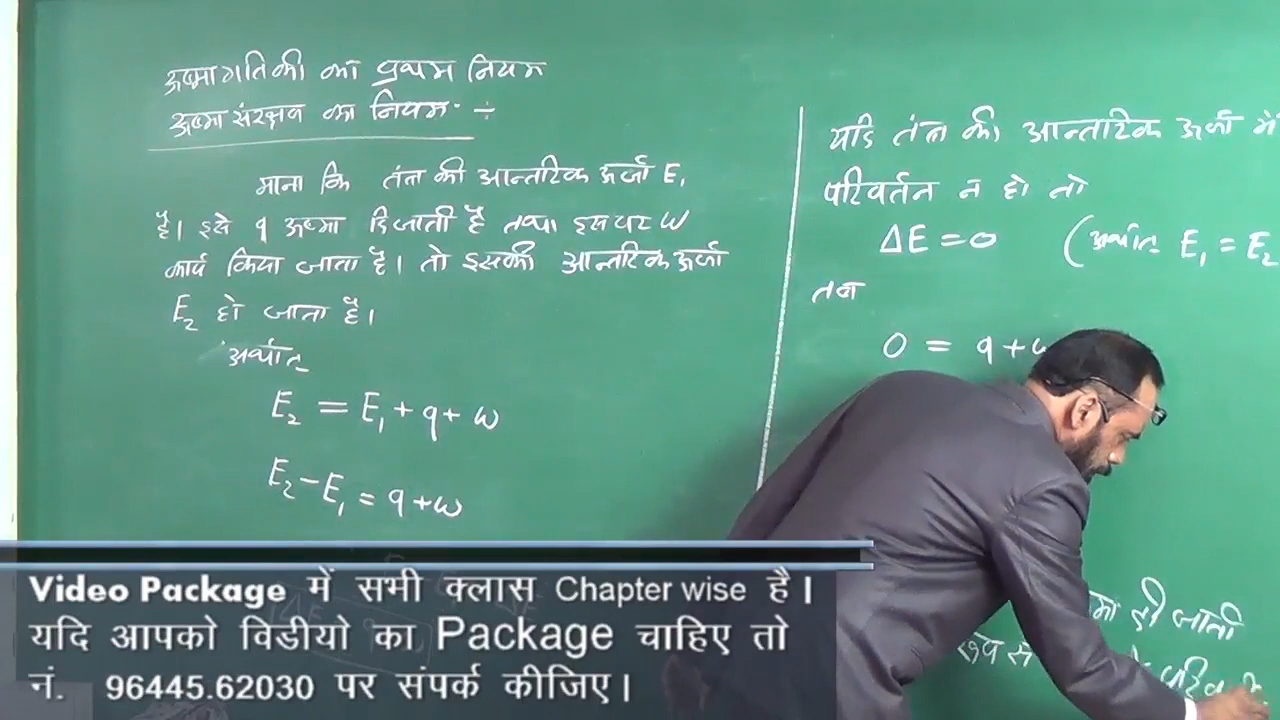 ऊष्मागतिकी का प्रथम नियम
ऊष्मा संरक्षण का नियम :-
माना कि तंत्र की आन्तरिक ऊर्जा E₁
है। इसे q ऊष्मा दि जाती है तथा इस पर w
कार्य किया जाता है। तो इसकी आन्तरिक ऊर्जा
E₂ हो जाता है।
अर्थात
E₂ = E₁ + q + w
E₂ - E₁ = q + w
यदि तंत्र की आन्तरिक ऊर्जा में
परिवर्तन न हो तो
ΔE = 0 (अर्थात E₁ = E₂
तब
0 = q +
दी जाती
Video Package में सभी क्लास Chapter wise है।
यदि आपको विडीयो का Package चाहिए तो
नं. 96445.62030 पर संपर्क कीजिए।